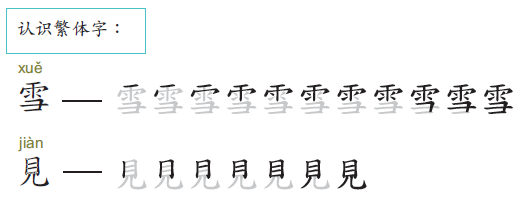 认识繁体字：
xuě
雪 — 雪 雪 雪 雪 雪 雪 雪 雪 雪 雪 雪
jiàn
見 — 見 見 見 見 見 見 見